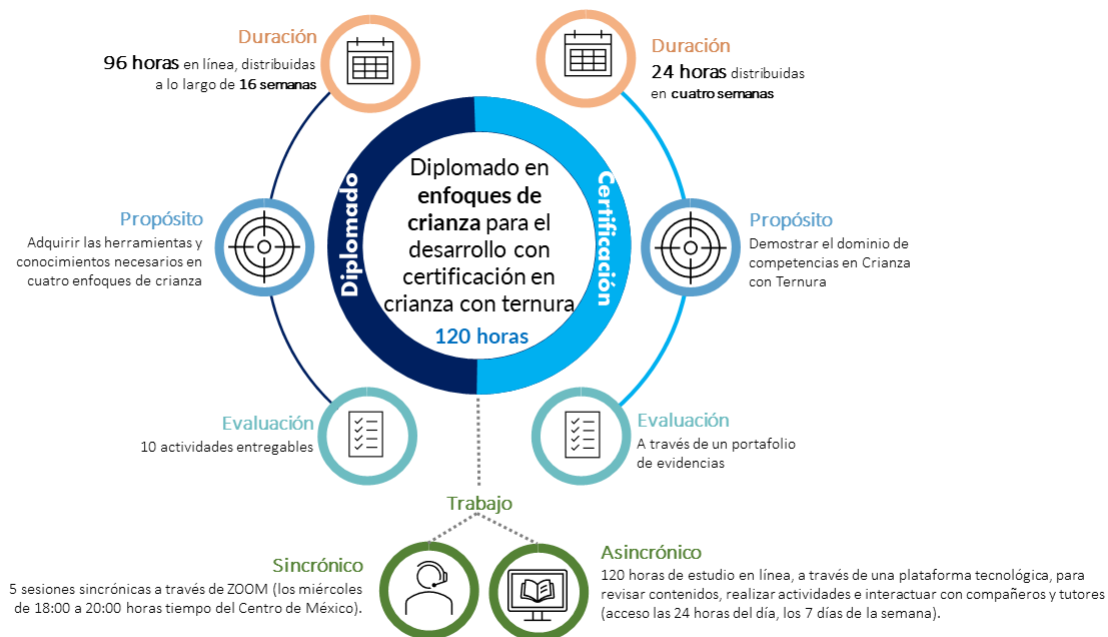 Duración
96 horas en línea, distribuidas
a lo largo de 16 semanas
Duración
24 horas distribuidas
en cuatro semanas
Diplomado
Certificación
Diplomado en
enfoques de
crianza para el
desarrollo con
certificación en
crianza con ternura
120 horas
Propósito
Adquirir las herramientas y
conocimientos necesarios en
cuatro enfoques de crianza
Propósito
Demostrar el dominio de
competencias en Crianza
con Ternura
Evaluación
10 actividades entregables
Evaluación
A través de un portafolio
de evidencias
Trabajo
Sincrónico
5 sesiones sincrónicas a través de ZOOM (los miércoles
de 18:00 a 20:00 horas tiempo del Centro de México).
Asincrónico
120 horas de estudio en línea, a través de una plataforma tecnológica, para
revisar contenidos, realizar actividades e interactuar con compañeros y tutores
(acceso las 24 horas del día, los 7 días de la semana).